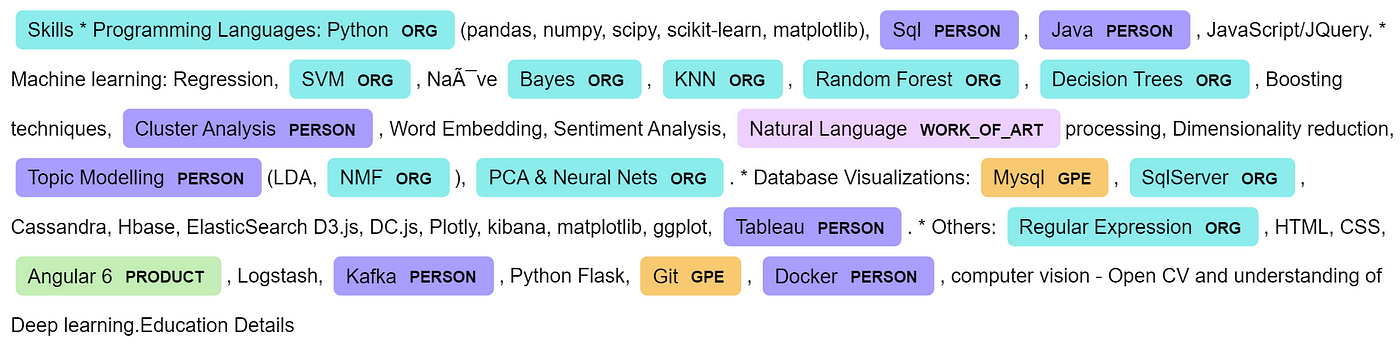 Skills * Programming Languages: Python ORG (pandas, numpy, scipy, scikit-learn, matplotlib), Sql PERSON , Java PERSON , JavaScript/JQuery. *
Machine learning: Regression, SVM ORG , NaÃ¯ve Bayes ORG , KNN ORG , Random Forest ORG , Decision Trees ORG , Boosting
techniques, Cluster Analysis PERSON , Word Embedding, Sentiment Analysis, Natural Language WORK_OF_ART processing, Dimensionality reduction,
Topic Modelling PERSON (LDA, NMF ORG ), PCA & Neural Nets ORG . * Database Visualizations: Mysql GPE , SqlServer ORG ,
Cassandra, Hbase, ElasticSearch D3.js, DC.js, Plotly, kibana, matplotlib, ggplot, Tableau PERSON . * Others: Regular Expression ORG , HTML, CSS,
Angular 6 PRODUCT , Logstash, Kafka PERSON , Python Flask, Git GPE , Docker PERSON , computer vision - Open CV and understanding of
Deep learning.Education Details